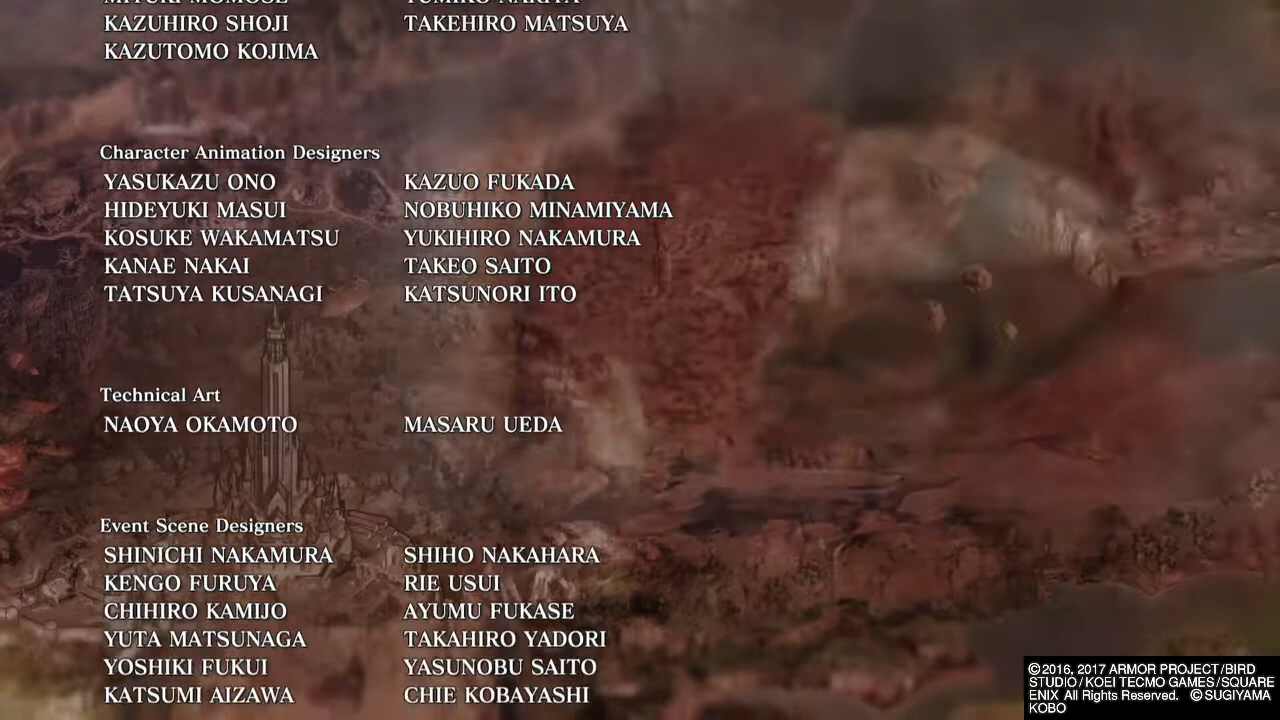 MIYUKI MOMOSE YUMIKO NARITA
KAZUHIRO SHOJI TAKEHIRO MATSUYA
KAZUTOMO KOJIMA
Character Animation Designers
YASUKAZU ONO KAZUO FUKADA
HIDEYUKI MASUI NOBUHIKO MINAMIYAMA
KOSUKE WAKAMATSU YUKIHIRO NAKAMURA
KANAE NAKAI TAKEO SAITO
TATSUYA KUSANAGI KATSUNORI ITO
Technical Art
NAOYA OKAMOTO MASARU UEDA
Event Scene Designers
SHINICHI NAKAMURA SHIHO NAKAHARA
KENGO FURUYA RIE USUI
CHIHIRO KAMIJO AYUMU FUKASE
YUTA MATSUNAGA TAKAHIRO YADORI
YOSHIKI FUKUI YASUNOBU SAITO
KATSUMI AIZAWA CHIE KOBAYASHI
©2016, 2017 ARMOR PROJECT/BIRD
STUDIO/KOEI TECMO GAMES/SQUARE
ENIX All Rights Reserved. ©SUGIYAMA
KOBO